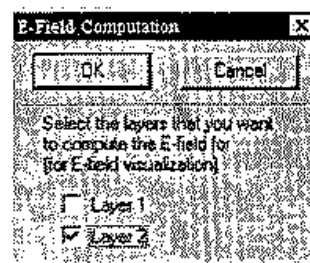 E-Field Computation
OK Cancel
Select the layers that you want
to compute the E-field for
(for E-field visualization)
Layer 1
Layer 2